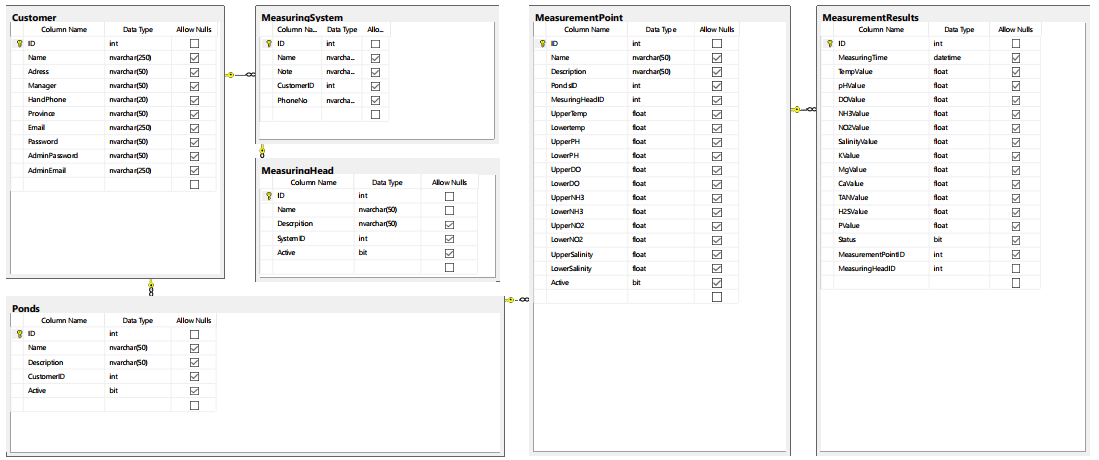 Customer
Column Name Data Type Allow Nulls
ID int
Name nvarchar(250)
Adress nvarchar(50)
Manager nvarchar(50)
HandPhone nvarchar(20)
Province nvarchar(50)
Email nvarchar(250)
Password nvarchar(50)
AdminPassword nvarchar(50)
AdminEmail nvarchar(250)
MeasuringSystem
Column Na... Data Type Allo...
ID int
Name nvarcha...
Note nvarcha...
CustomerID int
PhoneNo nvarcha...
MeasuringHead
Column Name Data Type Allow Nulls
ID int
Name nvarchar(50)
Descrpition nvarchar(50)
SystemID int
Active bit
Ponds
Column Name Data Type Allow Nulls
ID int
Name nvarchar(50)
Description nvarchar(50)
CustomerID int
Active bit
MeasurementPoint
Column Name Data Type Allow Nulls
ID int
Name nvarchar(50)
Description nvarchar(50)
PondsID int
MesuringHeadID int
UpperTemp float
Lowertemp float
UpperPH float
LowerPH float
UpperDO float
LowerDO float
UpperNH3 float
LowerNH3 float
UpperNO2 float
LowerNO2 float
UpperSalinity float
LowerSalinity float
Active bit
MeasurementResults
Column Name Data Type Allow Nulls
ID int
MeasuringTime datetime
TempValue float
pHValue float
DOValue float
NH3Value float
NO2Value float
SalinityValue float
KValue float
MgValue float
CaValue float
TANValue float
H2SValue float
PValue float
Status bit
MeasurementPointID int
MeasuringHeadID int